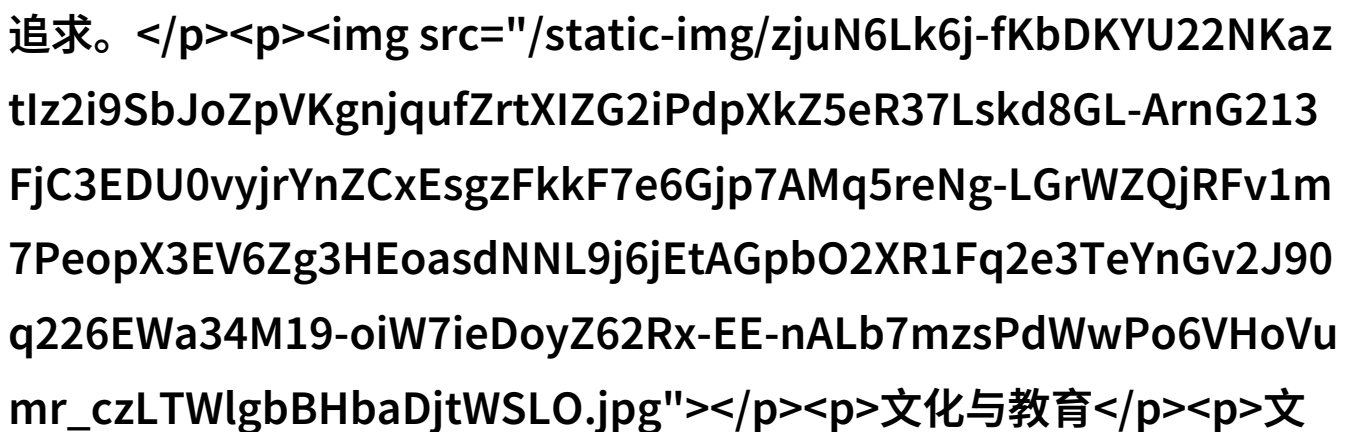 追求。</p><p><img src="/static-img/zjuN6Lk6j-fKbDKYU22NKaz
tIz2i9SbJoZpVKgnjqufZrtXIZG2iPdpXkZ5eR37Lskd8GL-ArnG213
FjC3EDU0vyjrYnZCxEsgzFkkF7e6Gjp7AMq5reNg-LGrWZQjRFv1m
7PeopX3EV6Zg3HEoasdNNL9j6jEtAGpbO2XR1Fq2e3TeYnGv2J90
q226EWa34M19-oiW7ieDoyZ62Rx-EE-nALb7mzsPdWwPo6VHoVu
mr_czLTWlgbBHbaDjtWSLO.jpg"></p><p>文化与教育</p><p>文